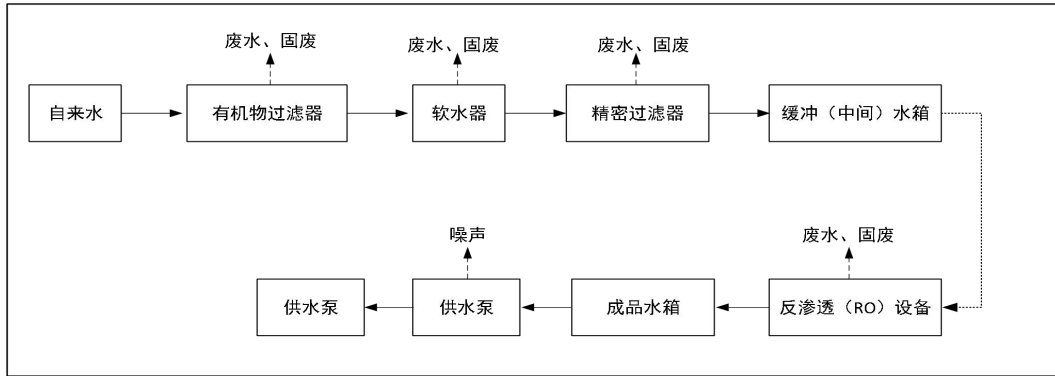 废水、固废
废水、固废
废水、固废
自来水
有机物过滤器
软水器
精密过滤器
缓冲（中间）水箱
噪声
废水、固废
供水泵
供水泵
成品水箱
反渗透（RO）设备